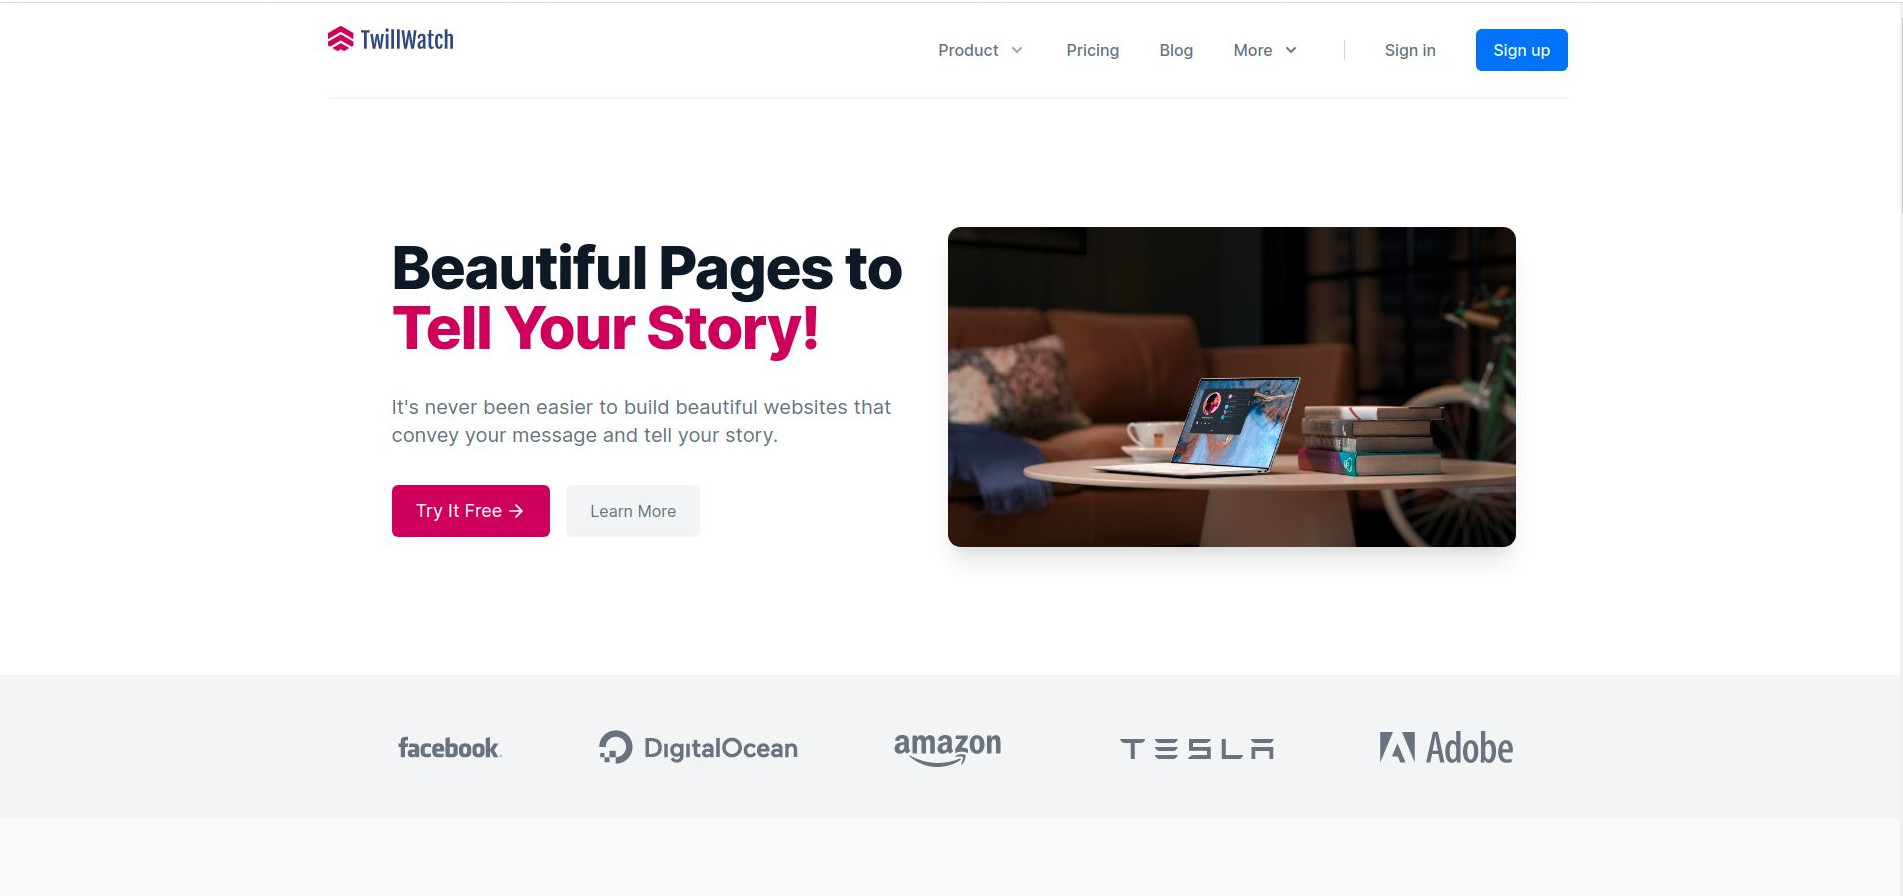 TwillWatch
Product
Pricing
Blog
More
Sign in
Sign up
Beautiful Pages to
Tell Your Story!
It's never been easier to build beautiful websites that
convey your message and tell your story.
Try It Free →
Learn More
facebook.
DigitalOcean
amazon
TESLA
Adobe